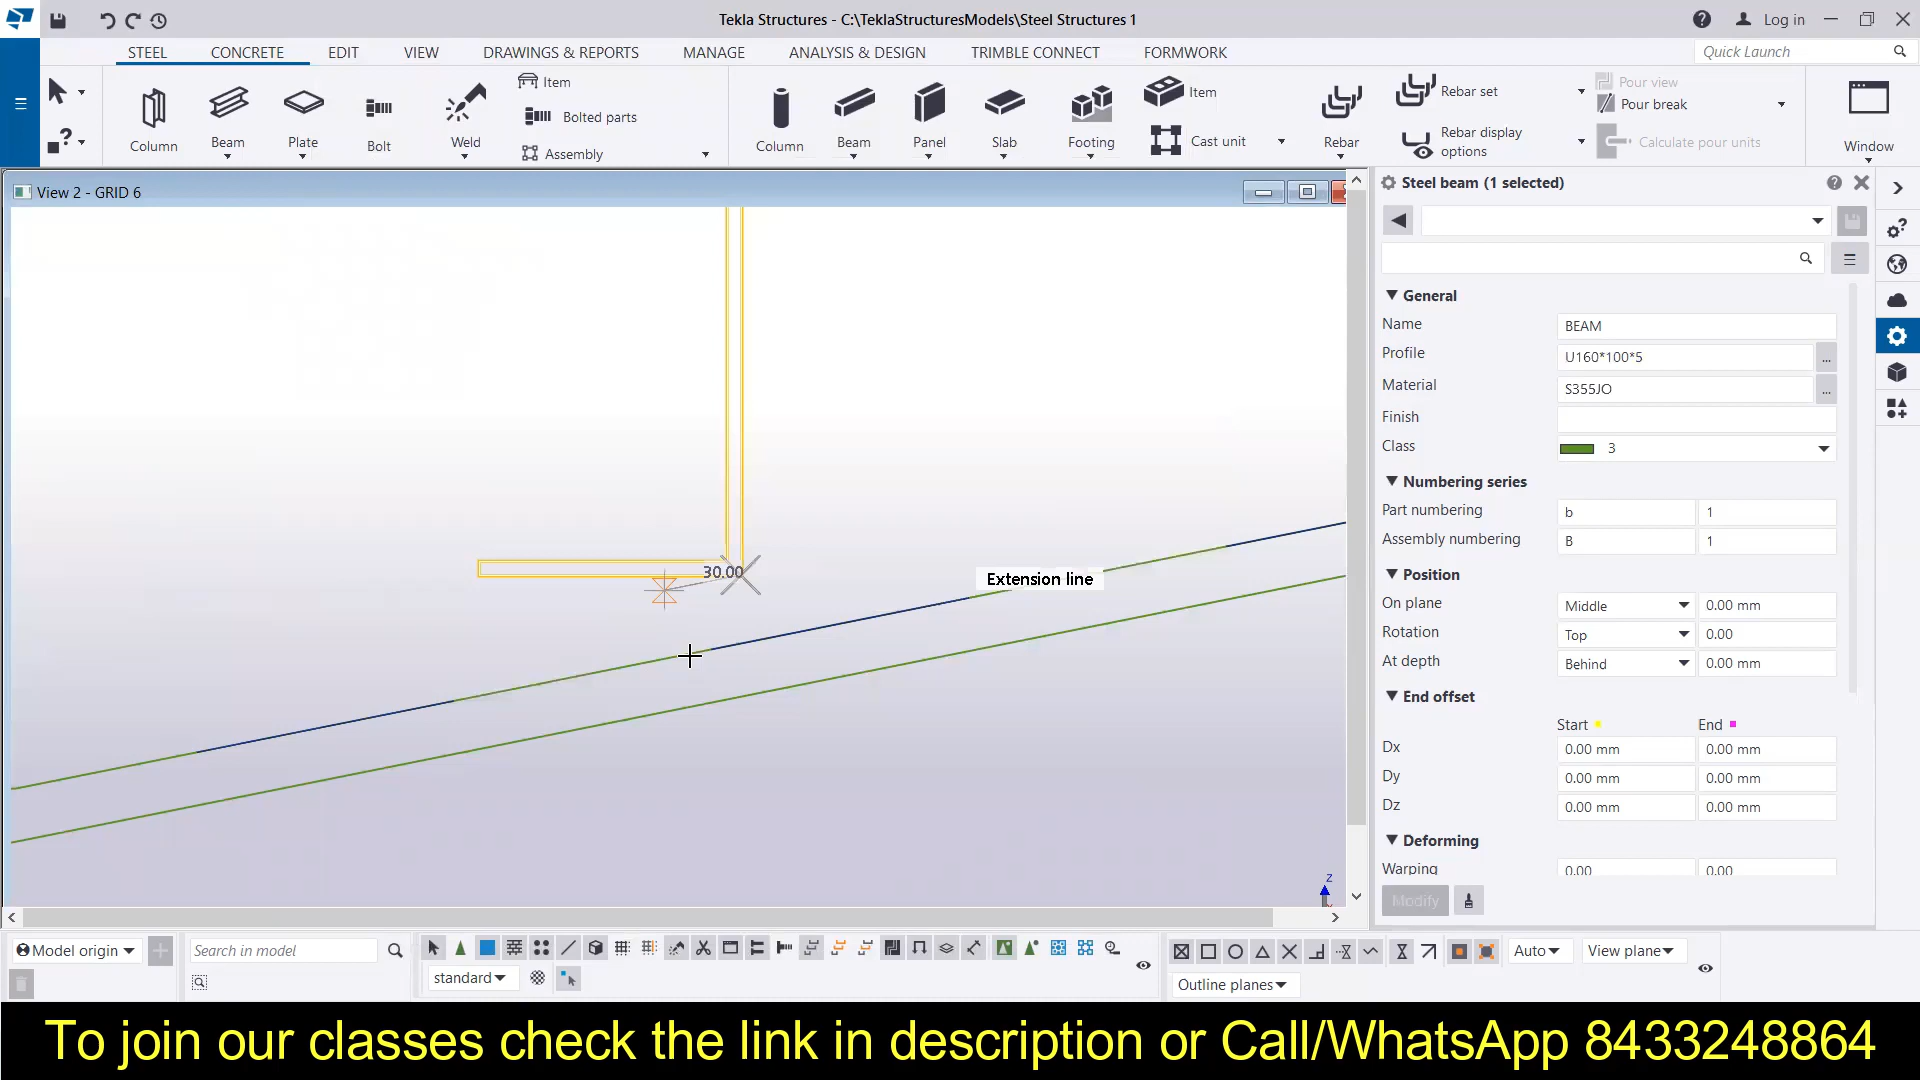 Tekla Structures - C:\TeklaStructuresModels\Steel Structures 1
Log in
STEEL CONCRETE EDIT VIEW DRAWINGS & REPORTS MANAGE ANALYSIS & DESIGN TRIMBLE CONNECT FORMWORK
Quick Launch
Column Beam Plate Bolt Weld
Item
Bolted parts
Assembly
Column Beam Panel Slab Footing
Item
Cast unit
Rebar
Rebar set
Rebar display options
Pour view
Pour break
Calculate pour units
Window
View 2 - GRID 6
30.00
Extension line
z
Steel beam (1 selected)
General
Name BEAM
Profile U160*100*5 ...
Material S355JO ...
Finish
Class 3
Numbering series
Part numbering b 1
Assembly numbering B 1
Position
On plane Middle 0.00 mm
Rotation Top 0.00
At depth Behind 0.00 mm
End offset
Start End
Dx 0.00 mm 0.00 mm
Dy 0.00 mm 0.00 mm
Dz 0.00 mm 0.00 mm
Deforming
Warping 0.00 0.00
Modify
Model origin
Search in model
standard
Auto
View plane
Outline planes
To join our classes check the link in description or Call/WhatsApp 8433248864